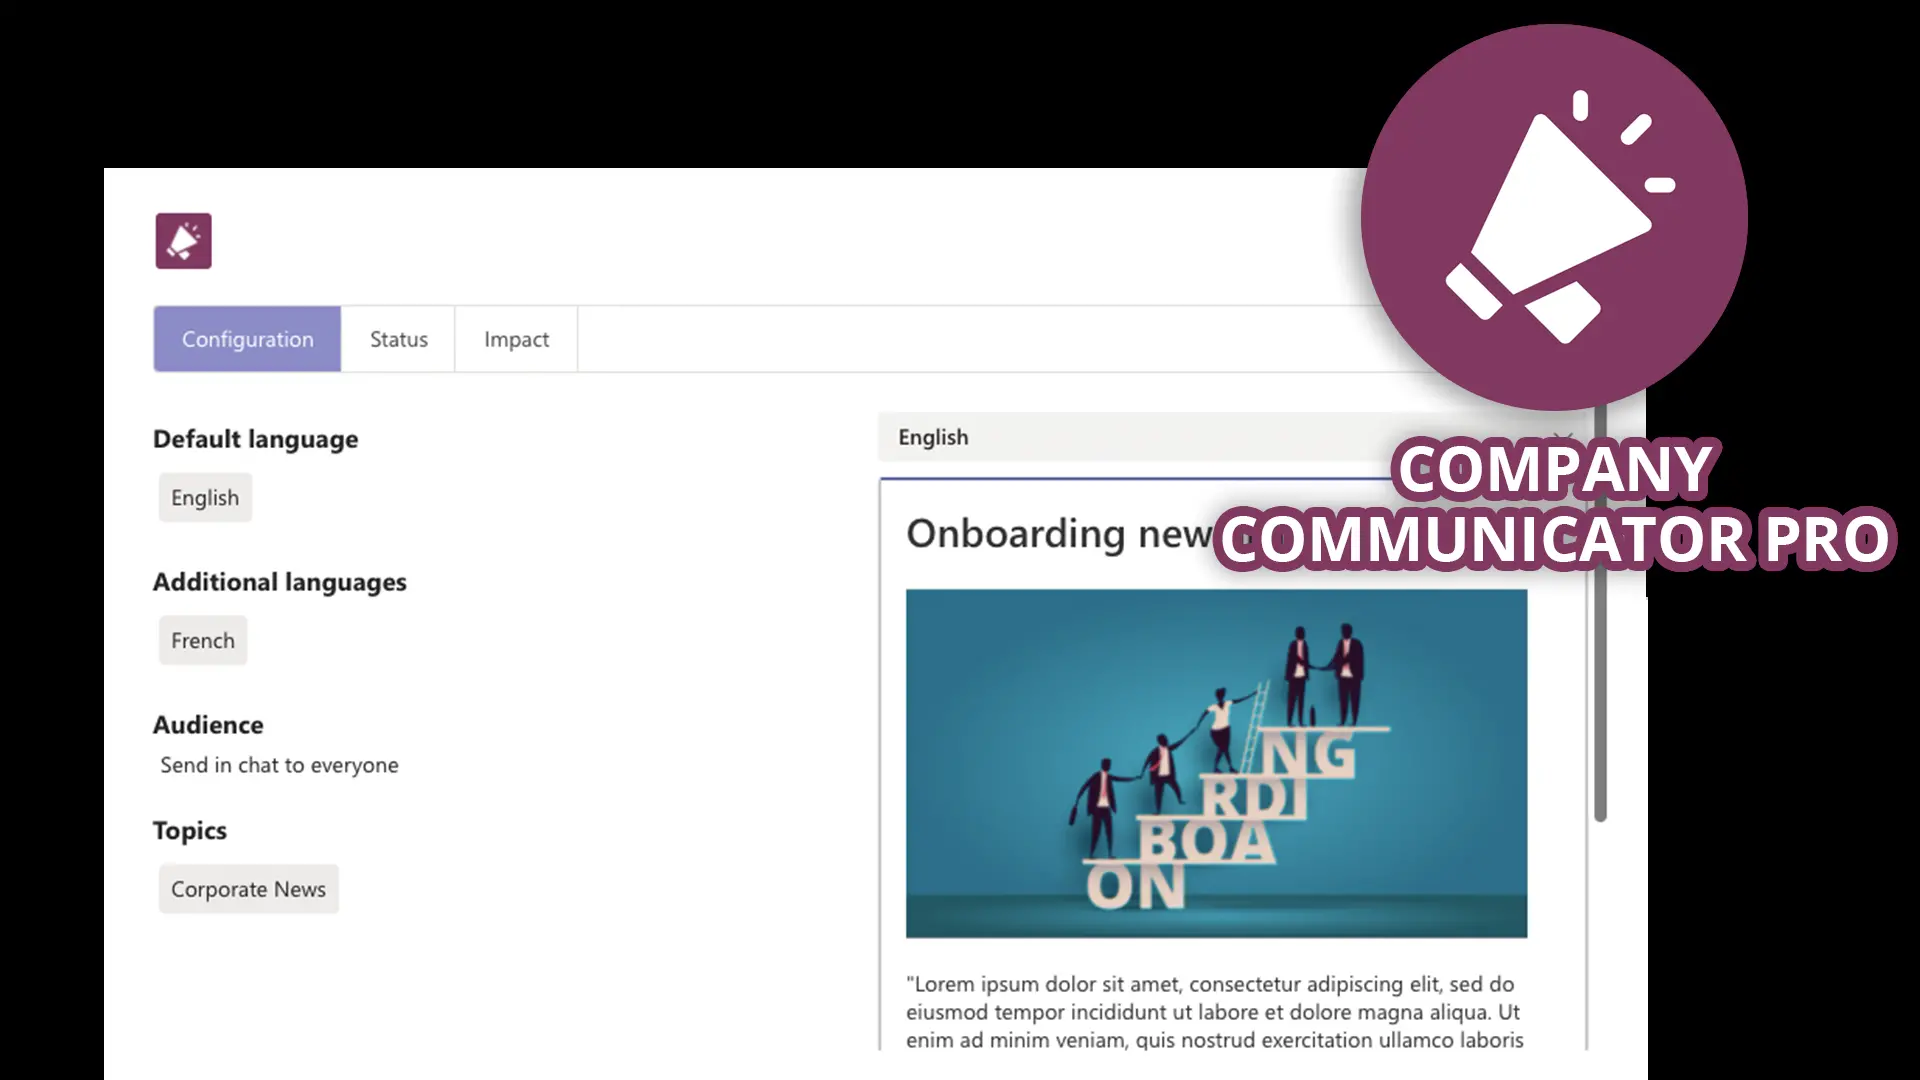 COMPANY
COMMUNICATOR PRO
Configuration
Status
Impact
Default language
English
Additional languages
French
Audience
Send in chat to everyone
Topics
Corporate News
English
Onboarding new
NG
RDI
BOA
ON
"Lorem ipsum dolor sit amet, consectetur adipiscing elit, sed do
eiusmod tempor incididunt ut labore et dolore magna aliqua. Ut
enim ad minim veniam, quis nostrud exercitation ullamco laboris